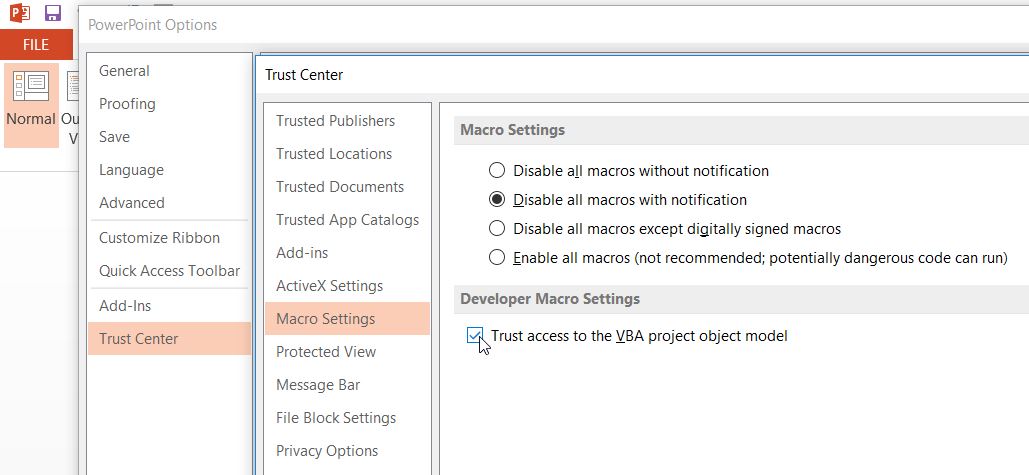 PowerPoint Options
FILE
Normal
Ou
V
General
Proofing
Save
Language
Advanced
Customize Ribbon
Quick Access Toolbar
Add-Ins
Trust Center
Trust Center
Trusted Publishers
Trusted Locations
Trusted Documents
Trusted App Catalogs
Add-ins
ActiveX Settings
Macro Settings
Protected View
Message Bar
File Block Settings
Privacy Options
Macro Settings
Disable all macros without notification
Disable all macros with notification
Disable all macros except digitally signed macros
Enable all macros (not recommended; potentially dangerous code can run)
Developer Macro Settings
Trust access to the VBA project object model